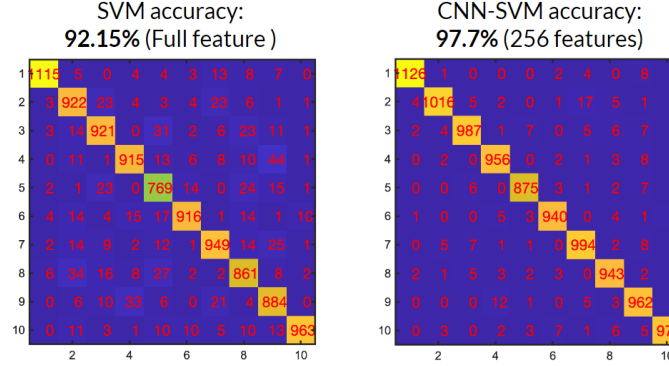 SVM accuracy:
92.15% (Full feature )
1 1115 5 0 4 4 3 13 8 7 0
2 3 922 23 4 3 4 23 6 1 1
3 3 14 921 0 31 2 6 23 11 1
4 0 11 1 915 13 6 8 10 44 1
5 2 1 23 0 769 14 0 24 15 1
6 4 14 4 15 17 916 1 14 1 10
7 2 14 9 2 12 1 949 14 25 1
8 6 34 16 8 27 2 2 861 8 2
9 0 6 10 33 6 0 21 4 884 0
10 0 11 3 1 10 10 5 10 13 963
2 4 6 8 10
CNN-SVM accuracy:
97.7% (256 features)
1 1126 1 0 0 0 2 4 0 8
2 4 1016 5 2 0 1 17 5 1
3 2 4 987 1 7 0 5 6 7
4 0 2 0 956 0 2 1 3 8
5 0 0 6 0 875 3 1 2 7
6 1 0 0 5 3 940 0 4 1
7 0 5 7 1 1 0 994 2 8
8 2 1 5 3 2 3 0 943 2
9 0 0 0 12 1 0 5 3 962
10 0 3 0 2 3 7 1 6 5 97
2 4 6 8 10